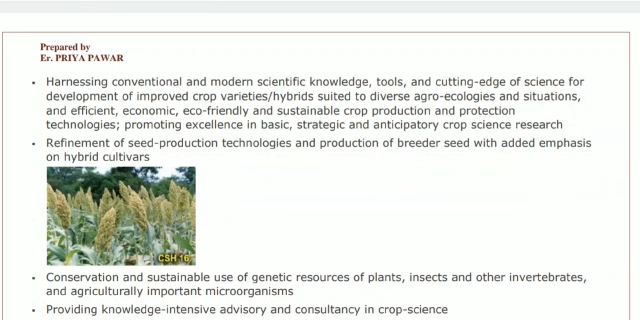 Prepared by
Er. PRIYA PAWAR
• Harnessing conventional and modern scientific knowledge, tools, and cutting-edge of science for
development of improved crop varieties/hybrids suited to diverse agro-ecologies and situations,
and efficient, economic, eco-friendly and sustainable crop production and protection
technologies; promoting excellence in basic, strategic and anticipatory crop science research
• Refinement of seed-production technologies and production of breeder seed with added emphasis
on hybrid cultivars
CSH 16
• Conservation and sustainable use of genetic resources of plants, insects and other invertebrates,
and agriculturally important microorganisms
• Providing knowledge-intensive advisory and consultancy in crop-science